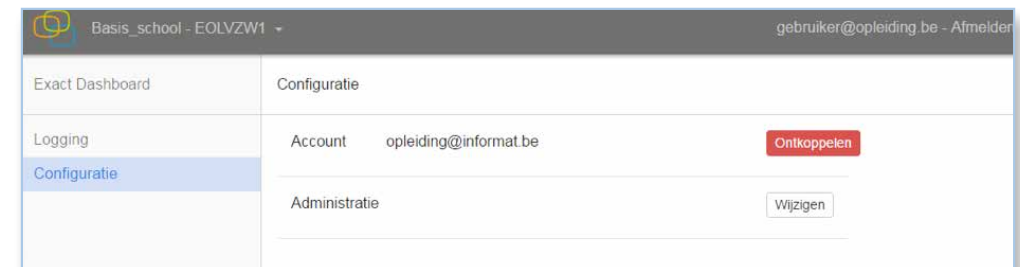 Basis_school - EOLVZW1
gebruiker@opleiding.be - Afmelden
Exact Dashboard
Configuratie
Logging
Account opleiding@informat.be Ontkoppelen
Configuratie
Administratie Wijzigen